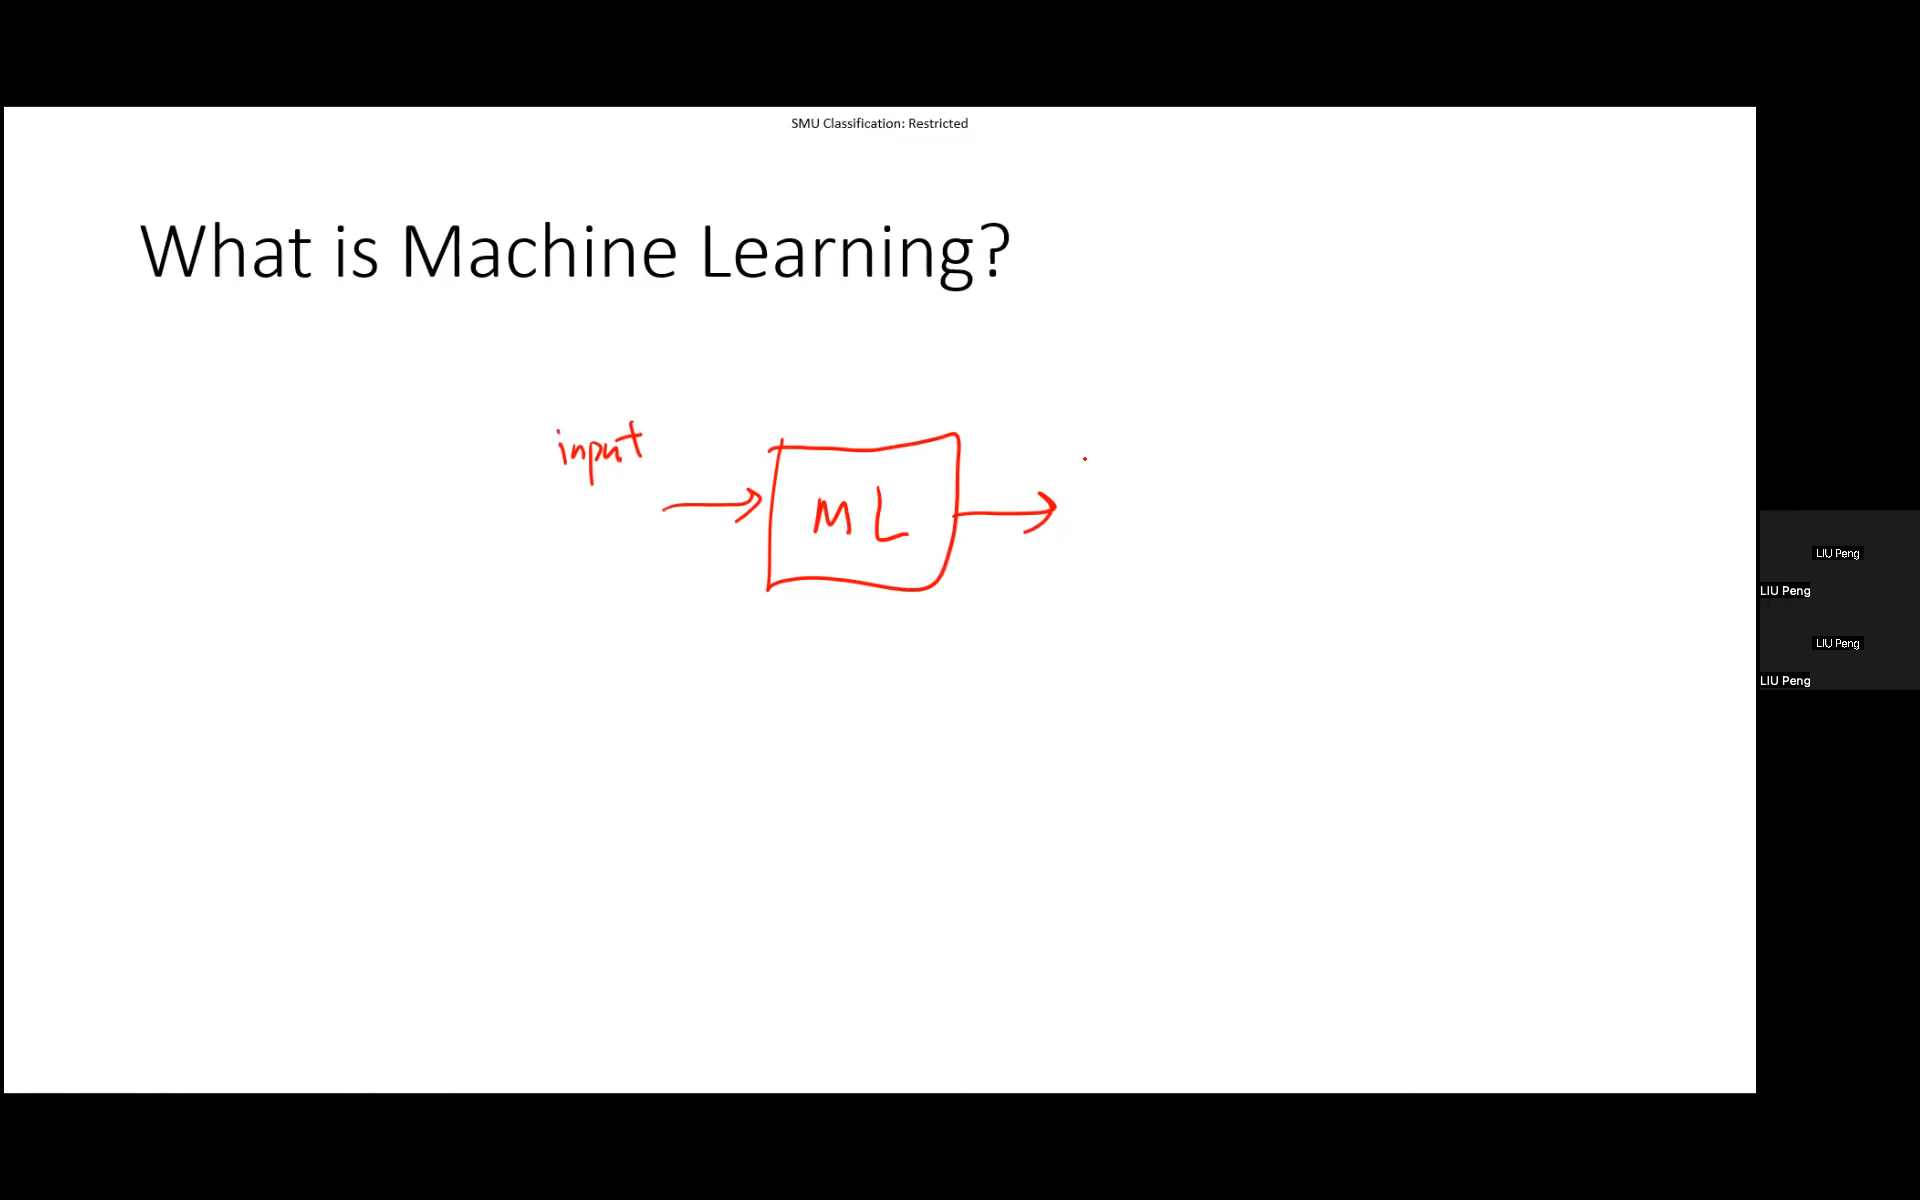 SMU Classification: Restricted
What is Machine Learning?
input
ML
LIU Peng
LIU Peng
LIU Peng
LIU Peng